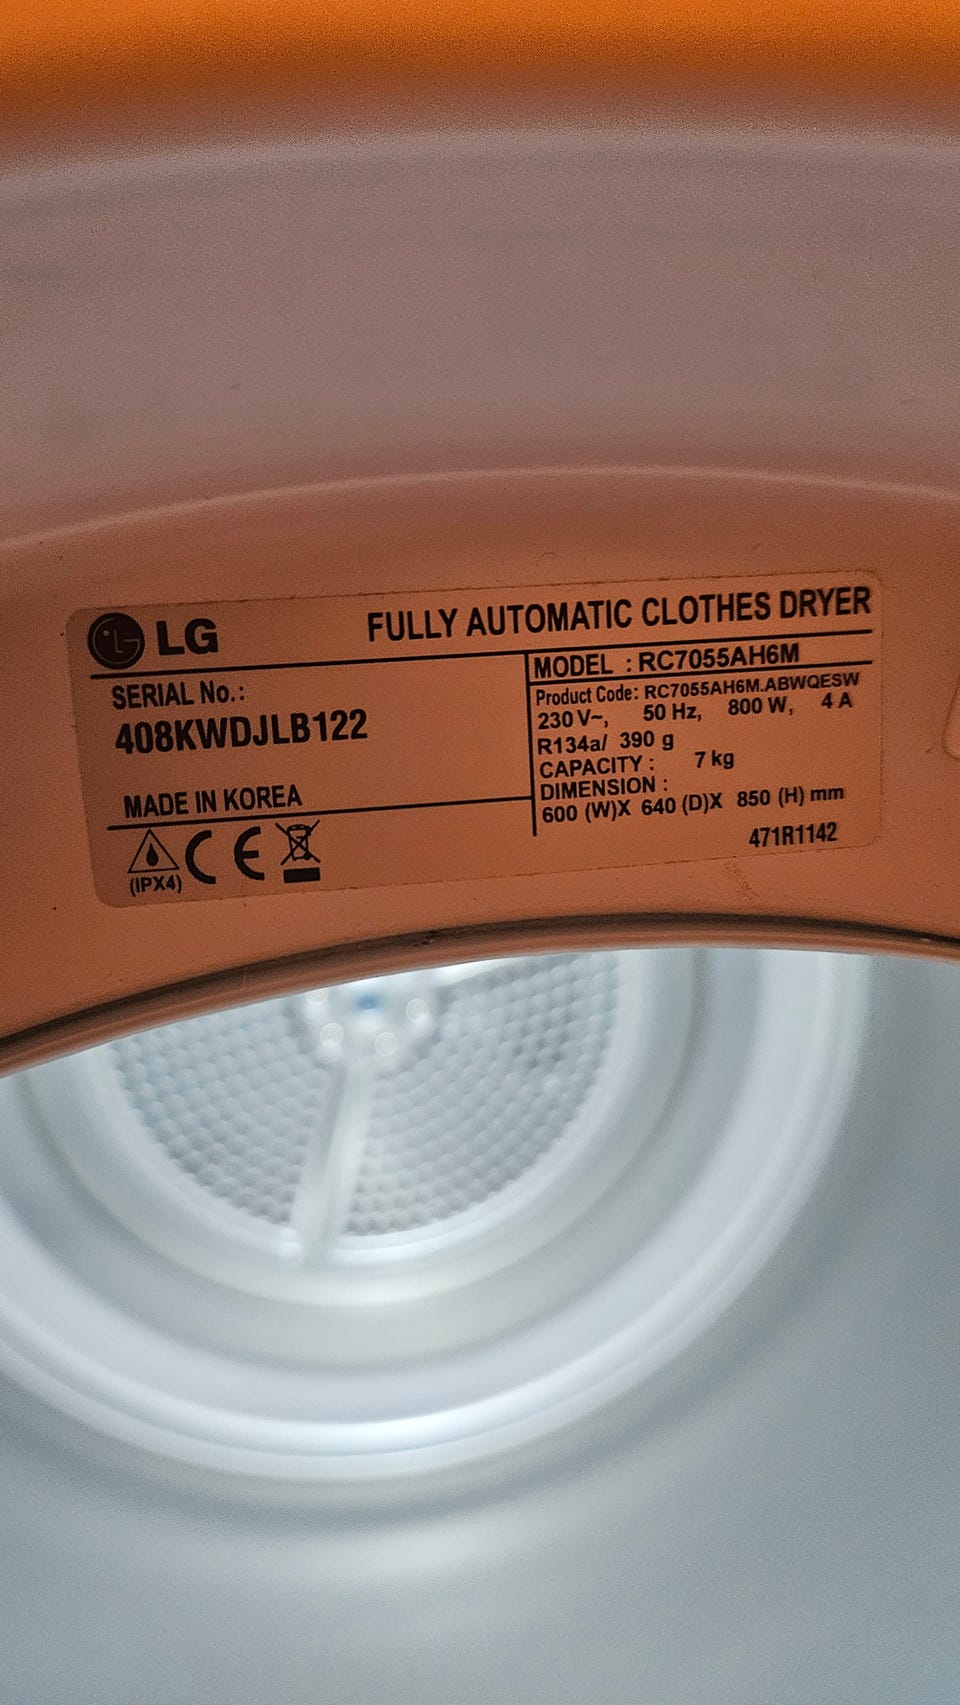 LG FULLY AUTOMATIC CLOTHES DRYER
SERIAL No.:
408KWDJLB122
MADE IN KOREA
(IPX4) CE
MODEL : RC7055AH6M
Product Code: RC7055AH6M.ABWQESW
230 V~, 50 Hz, 800 W, 4 A
R134a/ 390 g
CAPACITY : 7 kg
DIMENSION :
600 (W)X 640 (D)X 850 (H) mm
471R1142